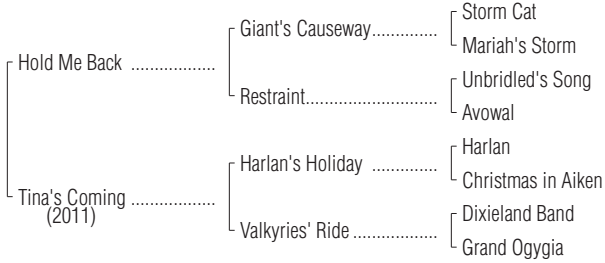 Storm Cat
Giant's Causeway..............
Mariah's Storm
Hold Me Back ..................
Unbridled's Song
Restraint............................
Avowal
Harlan
Harlan's Holiday ..............
Christmas in Aiken
Tina's Coming ..................
(2011)
Dixieland Band
Valkyries' Ride ..................
Grand Ogygia